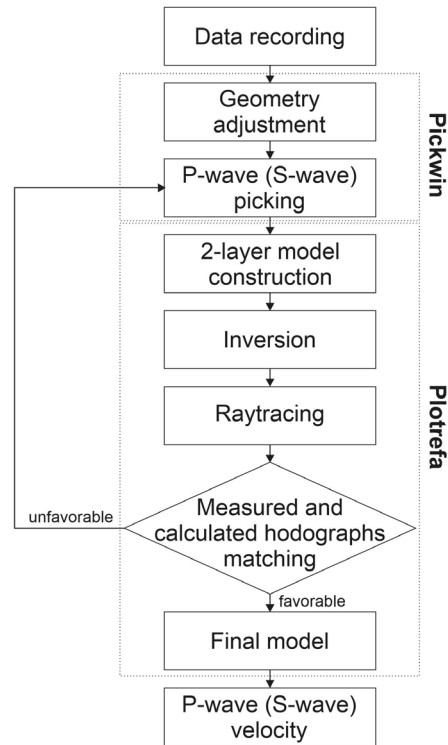 Data recording
Geometry
adjustment
P-wave (S-wave)
picking
Pickwin
2-layer model
construction
Inversion
Raytracing
Plotrefa
Measured and
calculated hodographs
matching
unfavorable
favorable
Final model
P-wave (S-wave)
velocity